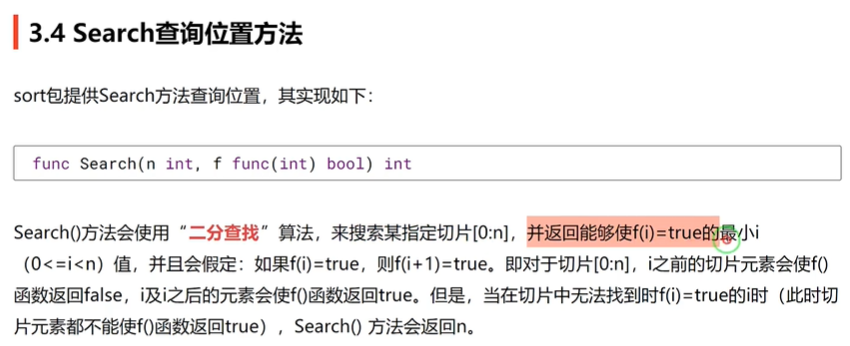 3.4 Search查询位置方法
sort包提供Search方法查询位置，其实现如下：
func Search(n int, f func(int) bool) int
Search()方法会使用“二分查找”算法，来搜索某指定切片[0:n]，并返回能够使f(i)=true的最小i
（0<=i<n）值，并且会假定：如果f(i)=true，则f(i+1)=true。即对于切片[0:n]，i之前的切片元素会使f()
函数返回false，i及i之后的元素会使f()函数返回true。但是，当在切片中无法找到时f(i)=true的i时（此时切
片元素都不能使f()函数返回true），Search() 方法会返回n。